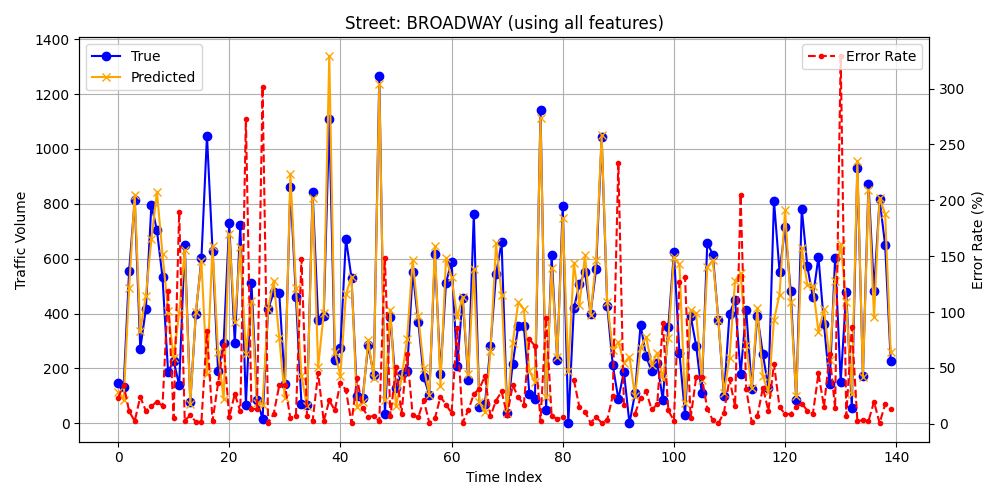 Street: BROADWAY (using all features)
True
Predicted
Error Rate
1400
1200
1000
800
600
400
200
0
Traffic Volume
300
250
200
150
100
50
0
Error Rate (%)
0 20 40 60 80 100 120 140
Time Index